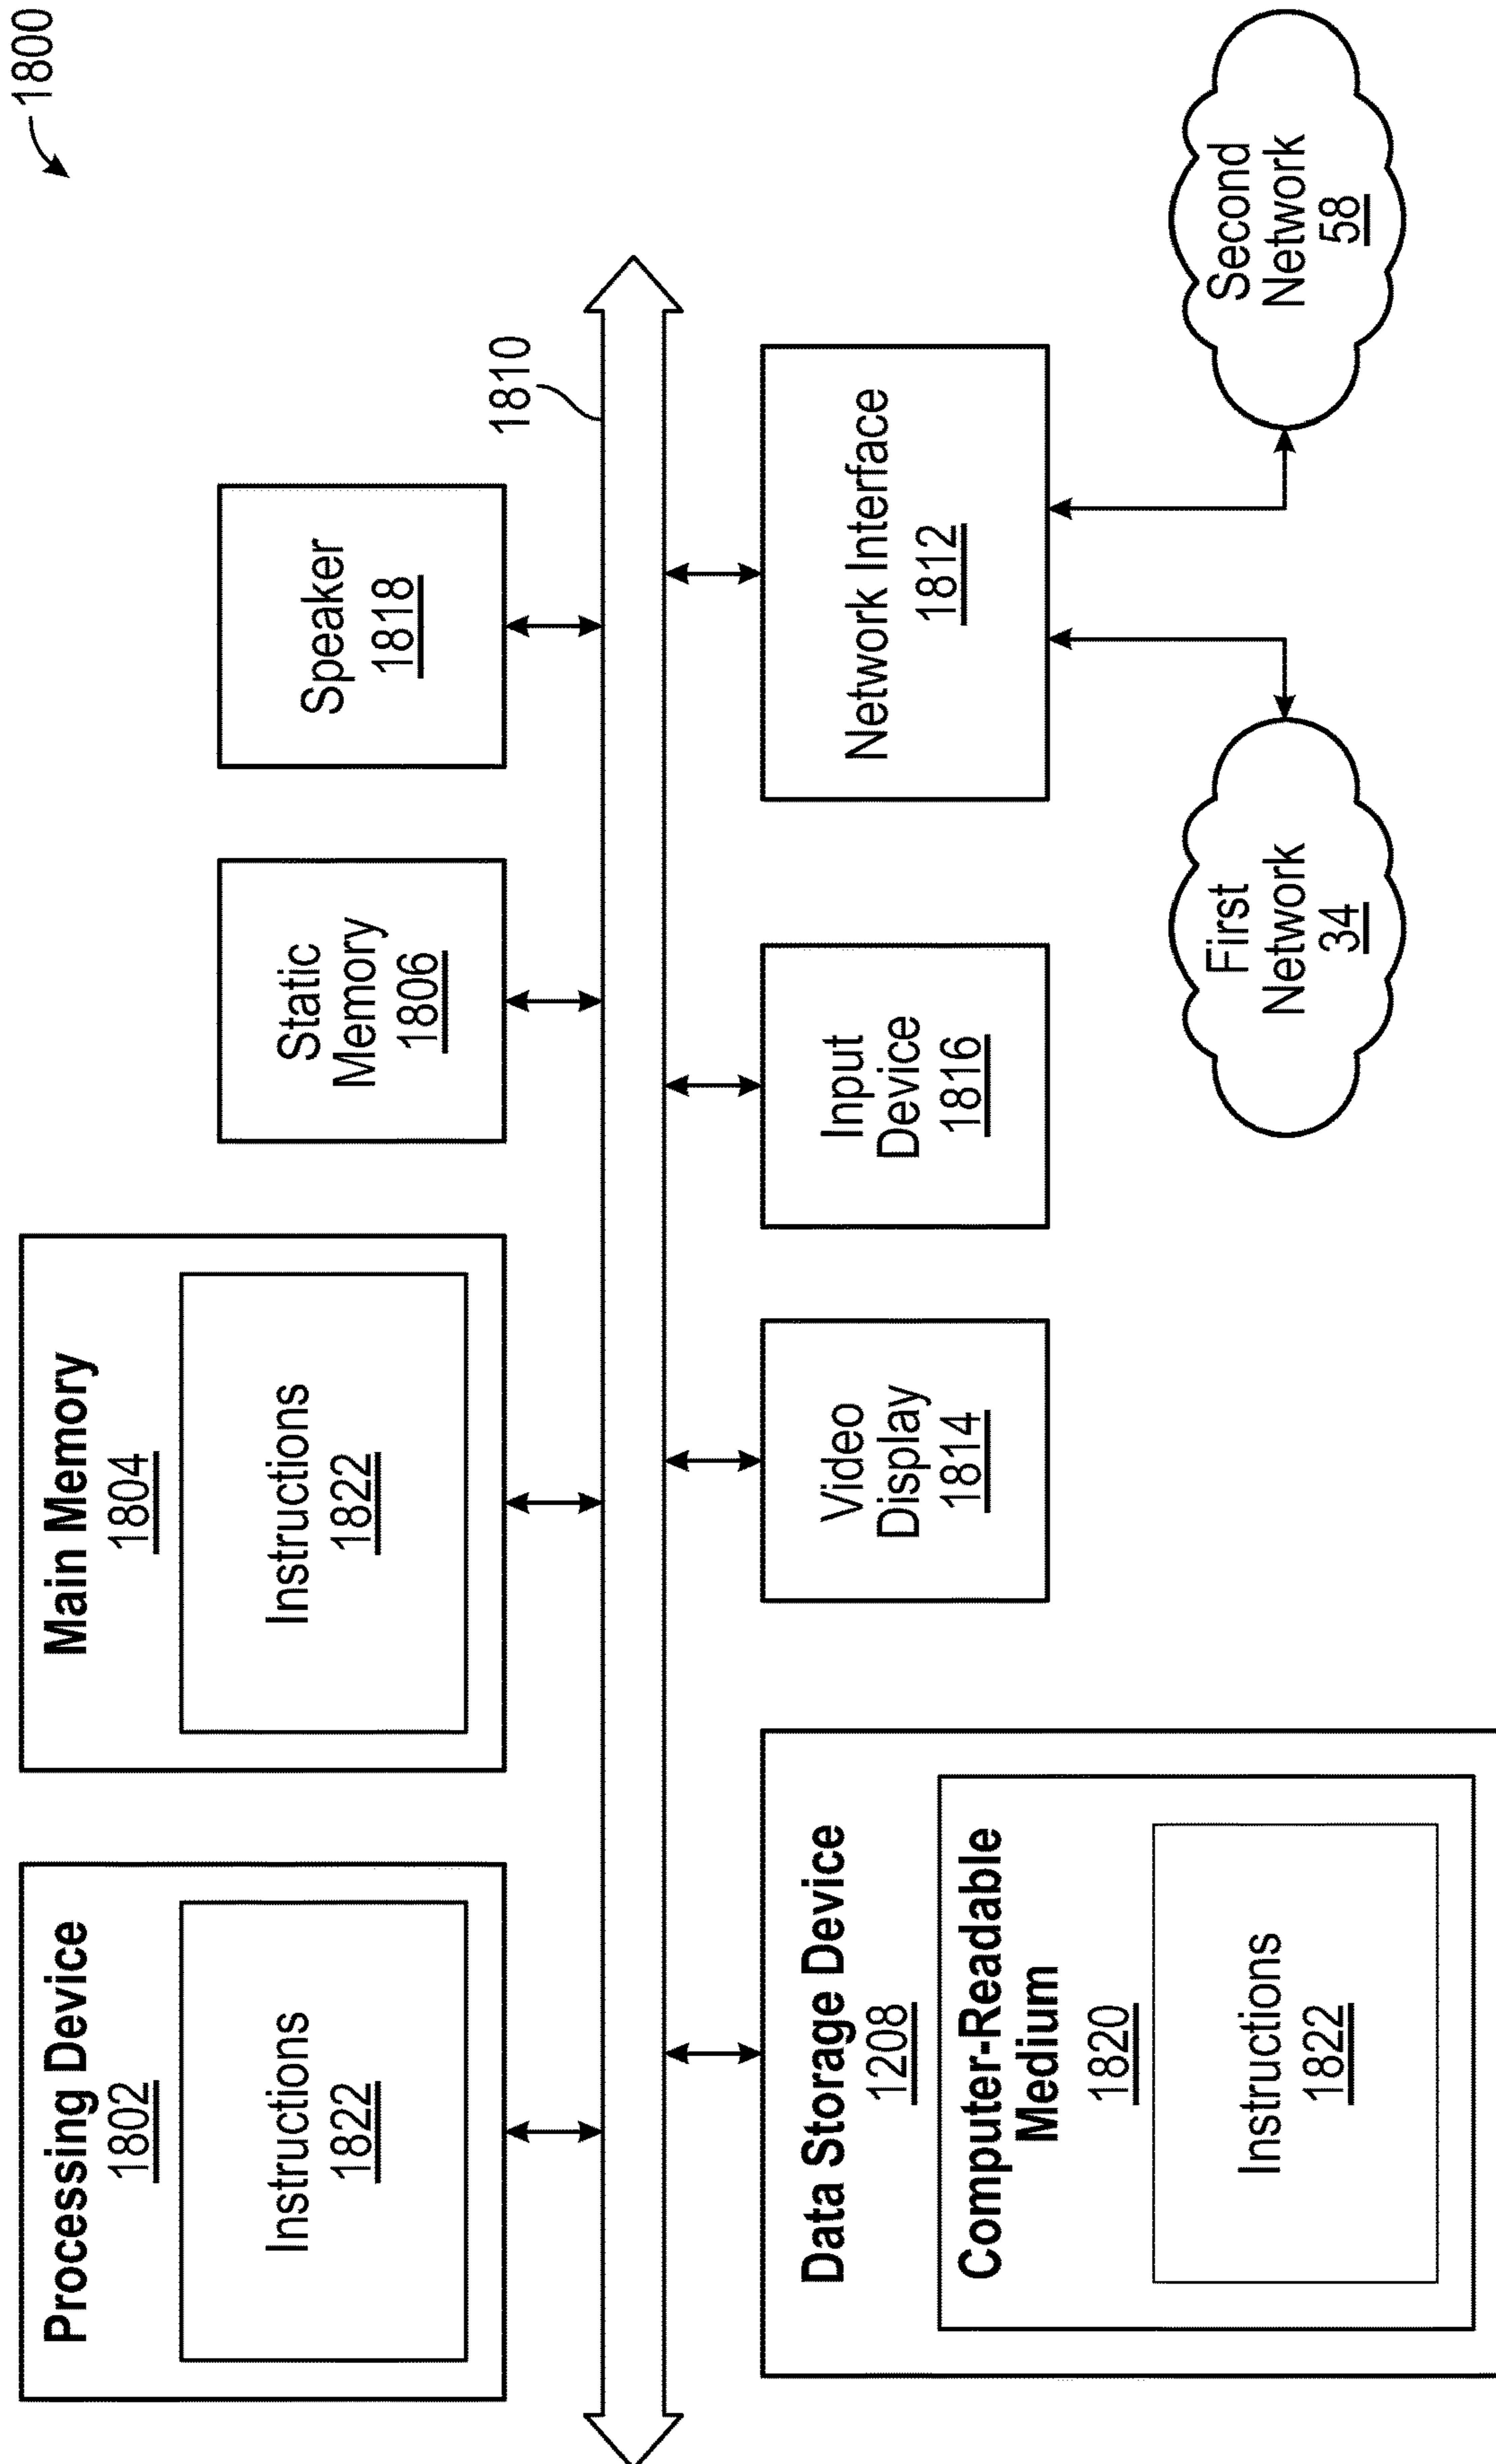 1800
Processing Device
1802
Instructions
1822
Main Memory
1804
Instructions
1822
Static
Memory
1806
Speaker
1818
1810
Data Storage Device
1208
Computer-Readable
Medium
1820
Instructions
1822
Video
Display
1814
Input
Device
1816
Network Interface
1812
First
Network
34
Second
Network
58